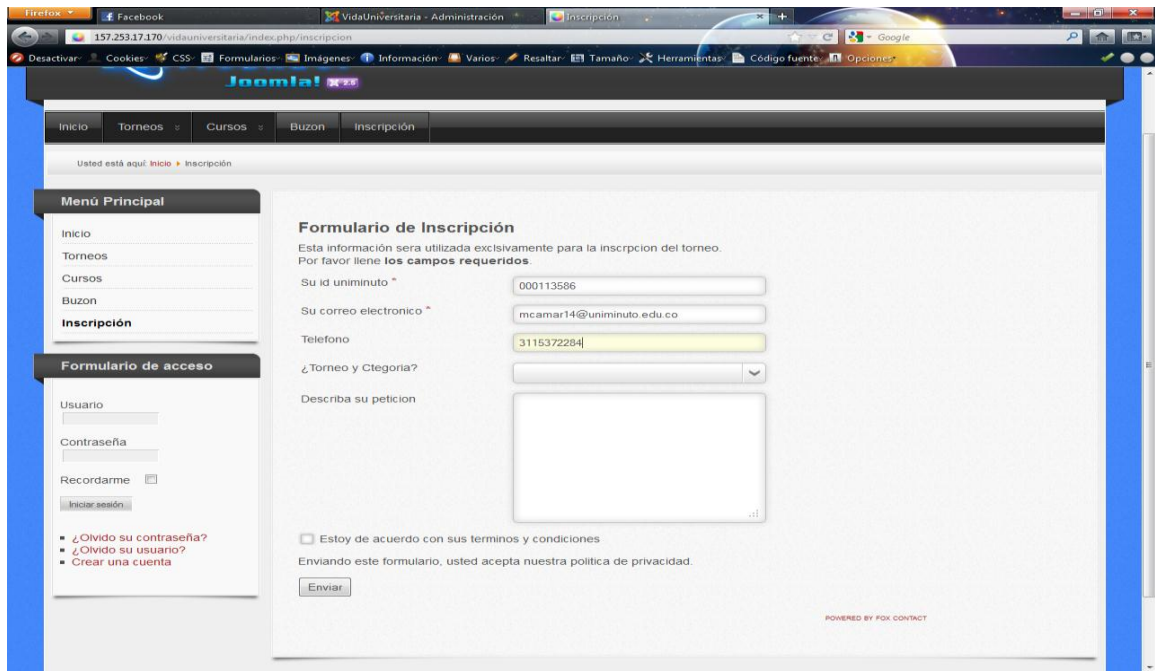 Firefox
Facebook
VidaUniversitaria - Administración
Inscripción
157.253.17.170/vidauniversitaria/index.php/inscripcion
Google
Desactivar Cookies CSS Formularios Imágenes Información Varios Resaltar Tamaño Herramientas Código fuente Opciones
Joomla!
Inicio Torneos Cursos Buzon Inscripción
Usted está aquí: Inicio Inscripción
Menú Principal
Inicio
Torneos
Cursos
Buzon
Inscripción
Formulario de acceso
Usuario
Contraseña
Recordarme
Iniciar sesión
¿Olvido su contraseña?
¿Olvido su usuario?
Crear una cuenta
Formulario de Inscripción
Esta información sera utilizada exclsivamente para la inscrpcion del torneo.
Por favor llene los campos requeridos.
Su id uniminuto * 000113586
Su correo electronico * mcamar14@uniminuto.edu.co
Telefono 3115372284
¿Torneo y Ctegoria?
Describa su peticion
Estoy de acuerdo con sus terminos y condiciones
Enviando este formulario, usted acepta nuestra politica de privacidad.
Enviar
POWERED BY FOX CONTACT